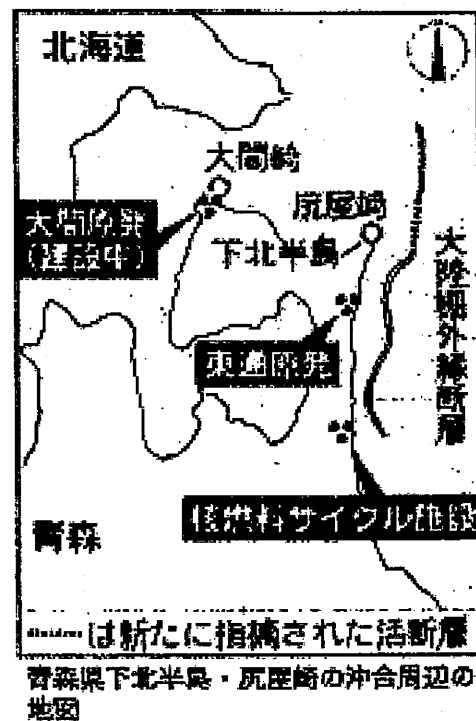 北海道
大間崎
大間原発
(建設中)
尻屋崎
下北半島
大陸棚外縁断層
東通原発
核燃料サイクル施設
青森
は新たに指摘された活断層
青森県下北半島・尻屋崎の沖合周辺の
地図